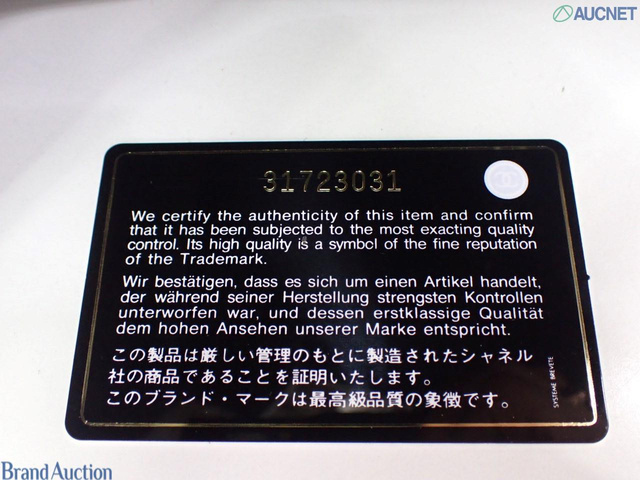 AUCNET
31723031
We certify the authenticity of this item and confirm
that it has been subjected to the most exacting quality
control. Its high quality is a symbol of the fine reputation
of the Trademark.
Wir bestätigen, dass es sich um einen Artikel handelt,
der während seiner Herstellung strengsten Kontrollen
unterworfen war, und dessen erstklassige Qualität
dem hohen Ansehen unserer Marke entspricht.
この製品は厳しい管理のもとに製造されたシャネル
社の商品であることを証明いたします。
このブランド・マークは最高級品質の象徴です。
SYSTEME BREVETE
Brand Auction